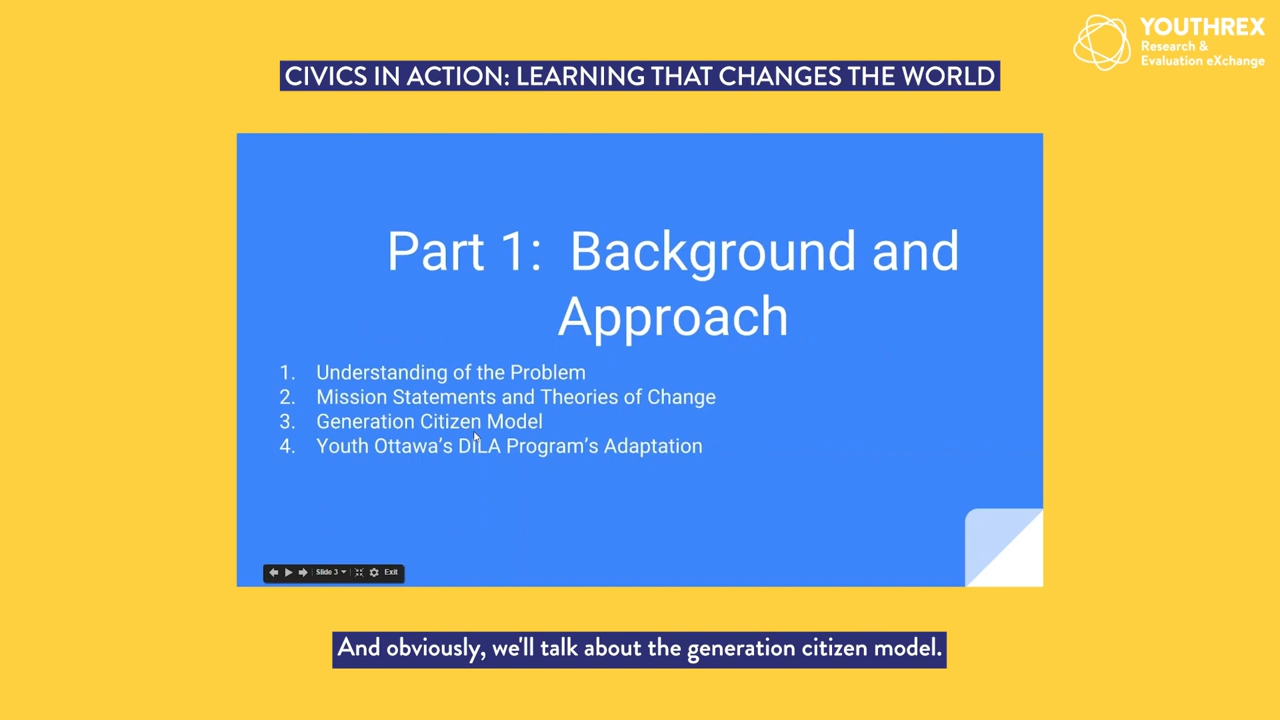 YOUTHREX
Research &
Evaluation eXchange
CIVICS IN ACTION: LEARNING THAT CHANGES THE WORLD
Part 1: Background and
Approach
1. Understanding of the Problem
2. Mission Statements and Theories of Change
3. Generation Citizen Model
4. Youth Ottawa’s DILA Program’s Adaptation
Slide 3 Exit
And obviously, we'll talk about the generation citizen model.